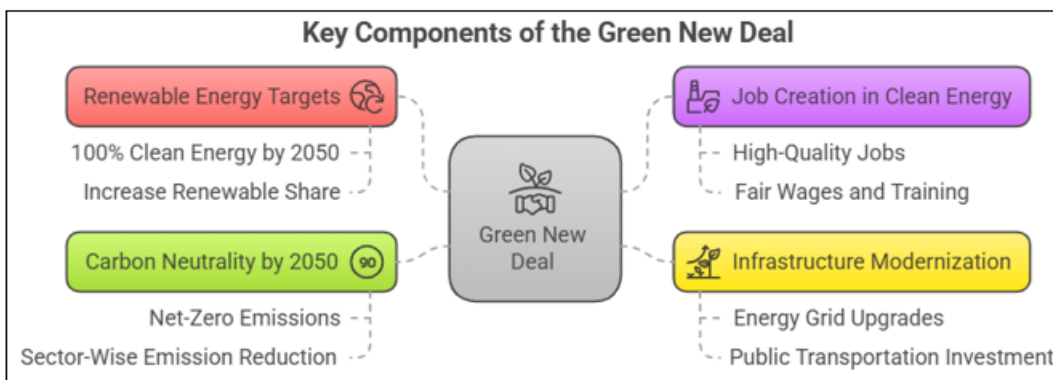 Key Components of the Green New Deal
Renewable Energy Targets
100% Clean Energy by 2050
Increase Renewable Share
Carbon Neutrality by 2050
90
Net-Zero Emissions
Sector-Wise Emission Reduction
Green New
Deal
Job Creation in Clean Energy
High-Quality Jobs
Fair Wages and Training
Infrastructure Modernization
Energy Grid Upgrades
Public Transportation Investment